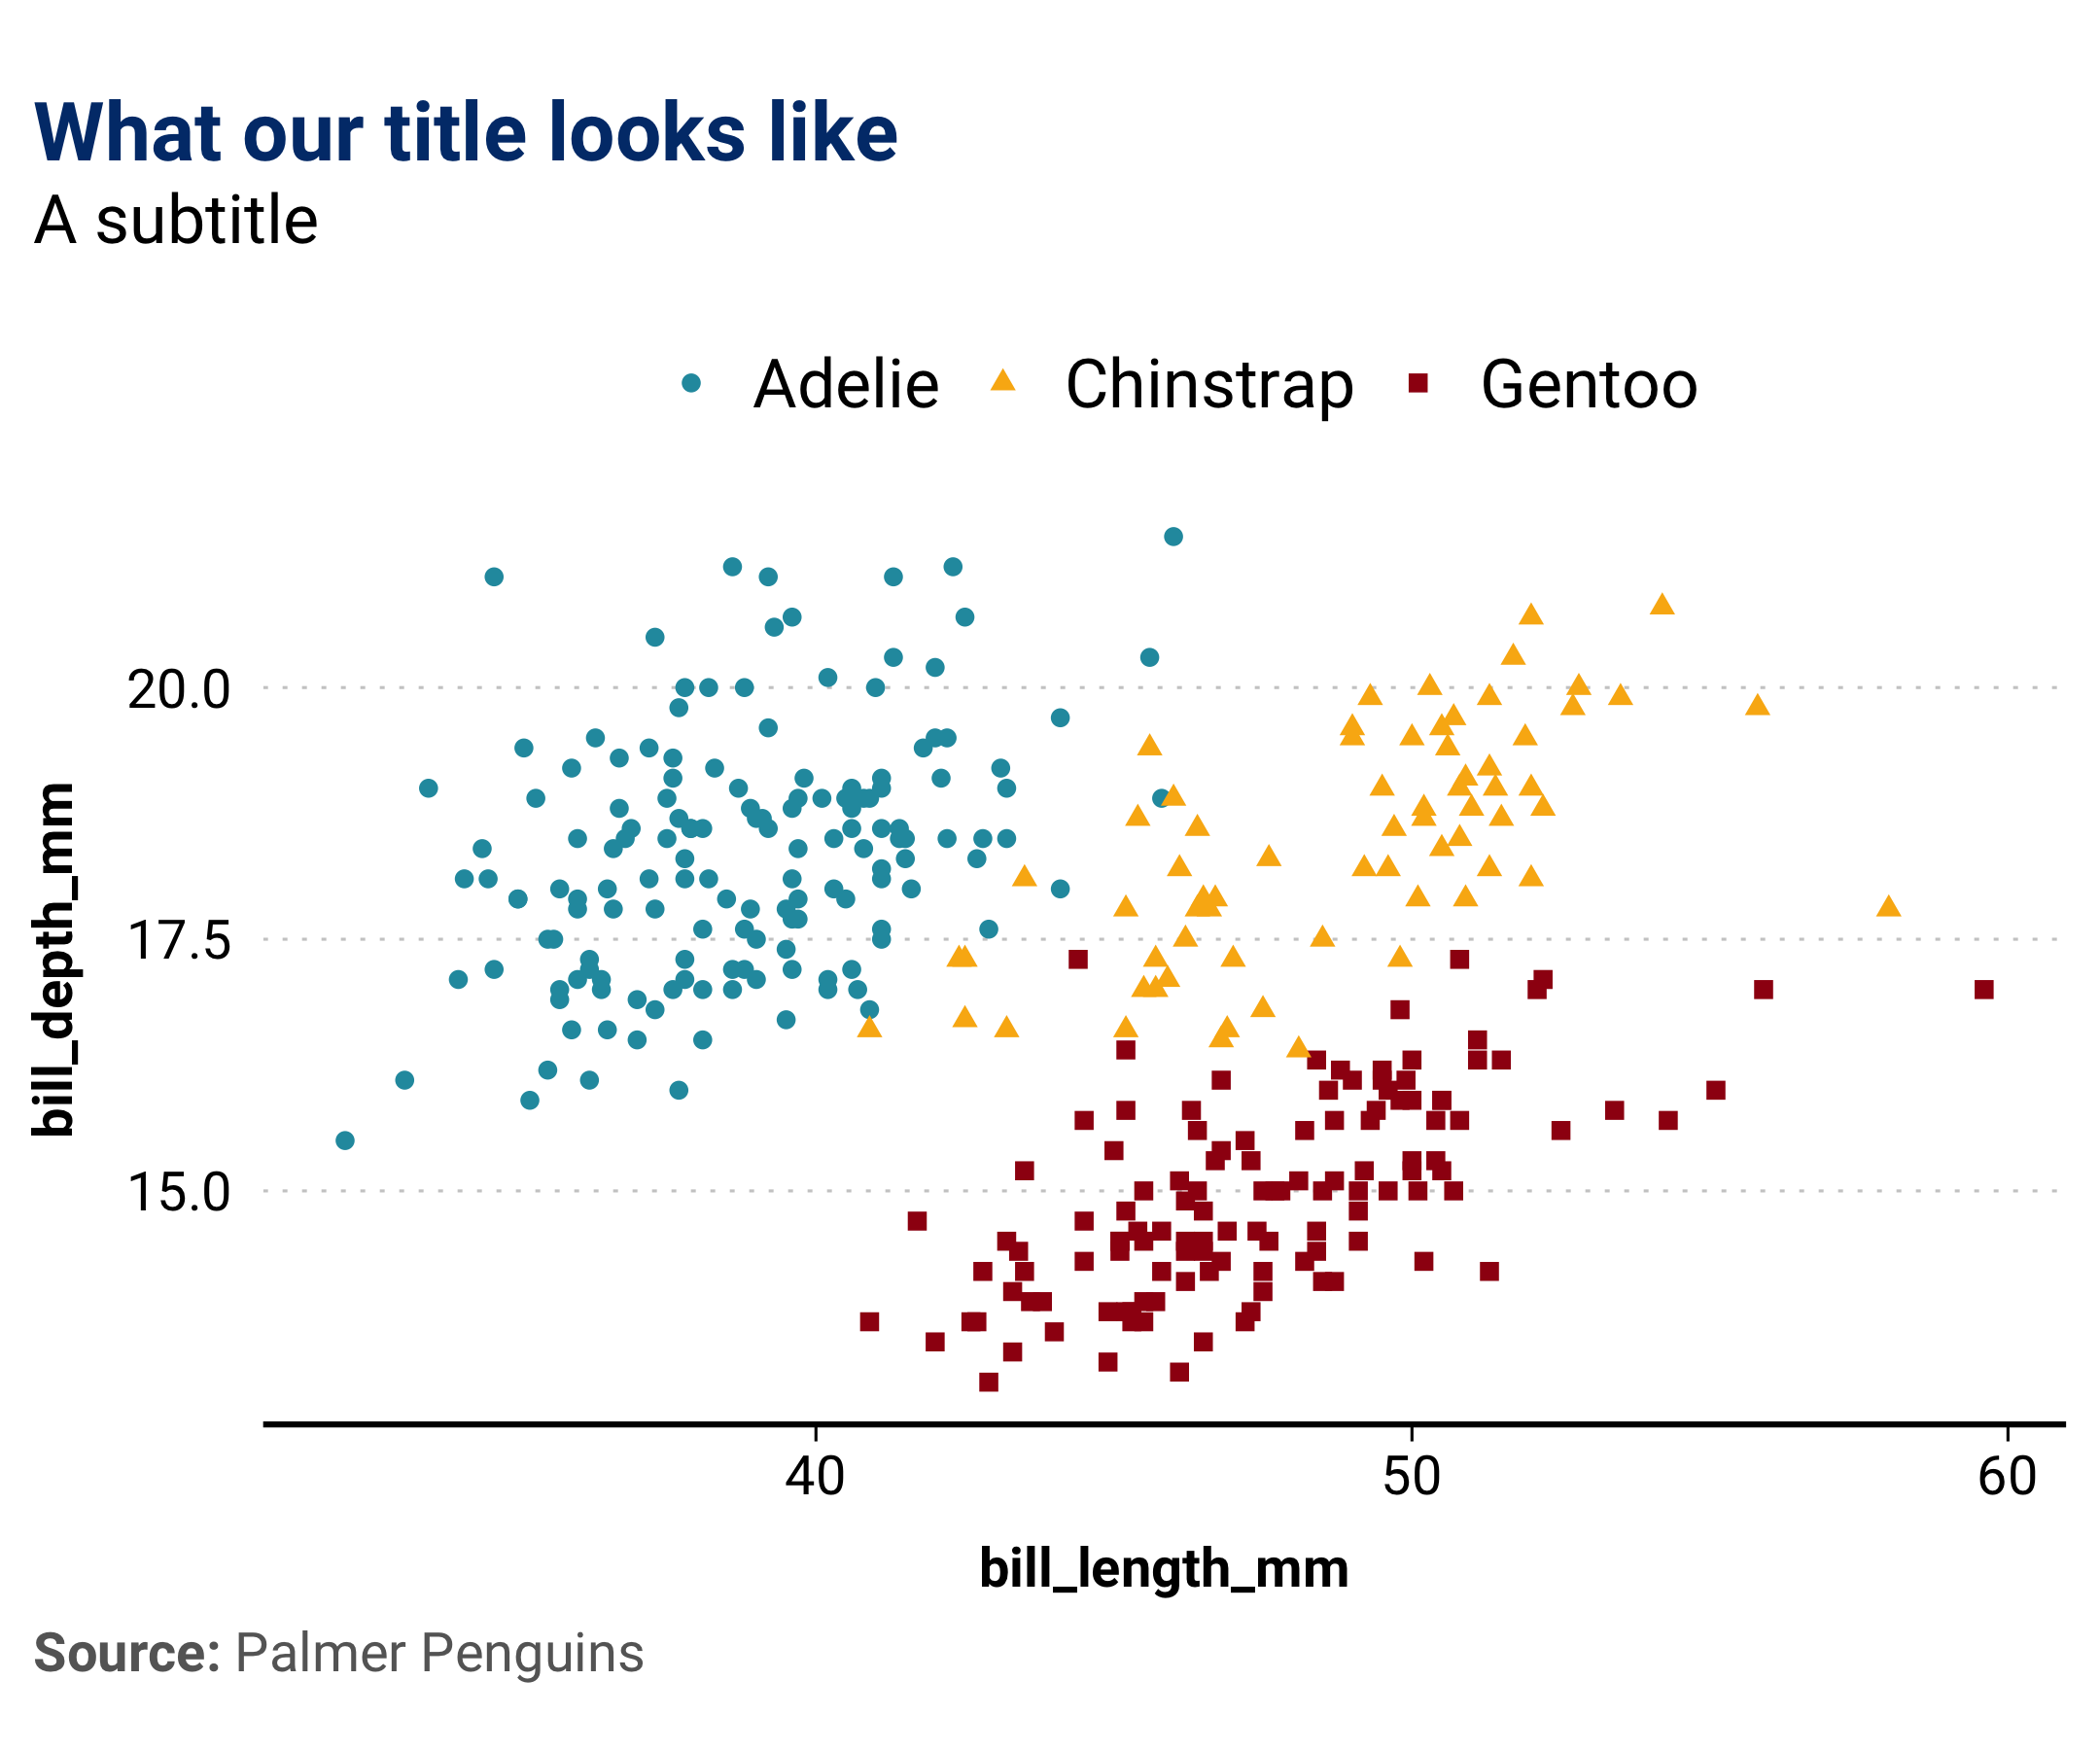 What our title looks like
A subtitle
Adelie Chinstrap Gentoo
20.0
17.5
15.0
bill_depth_mm
40 50 60
bill_length_mm
Source: Palmer Penguins